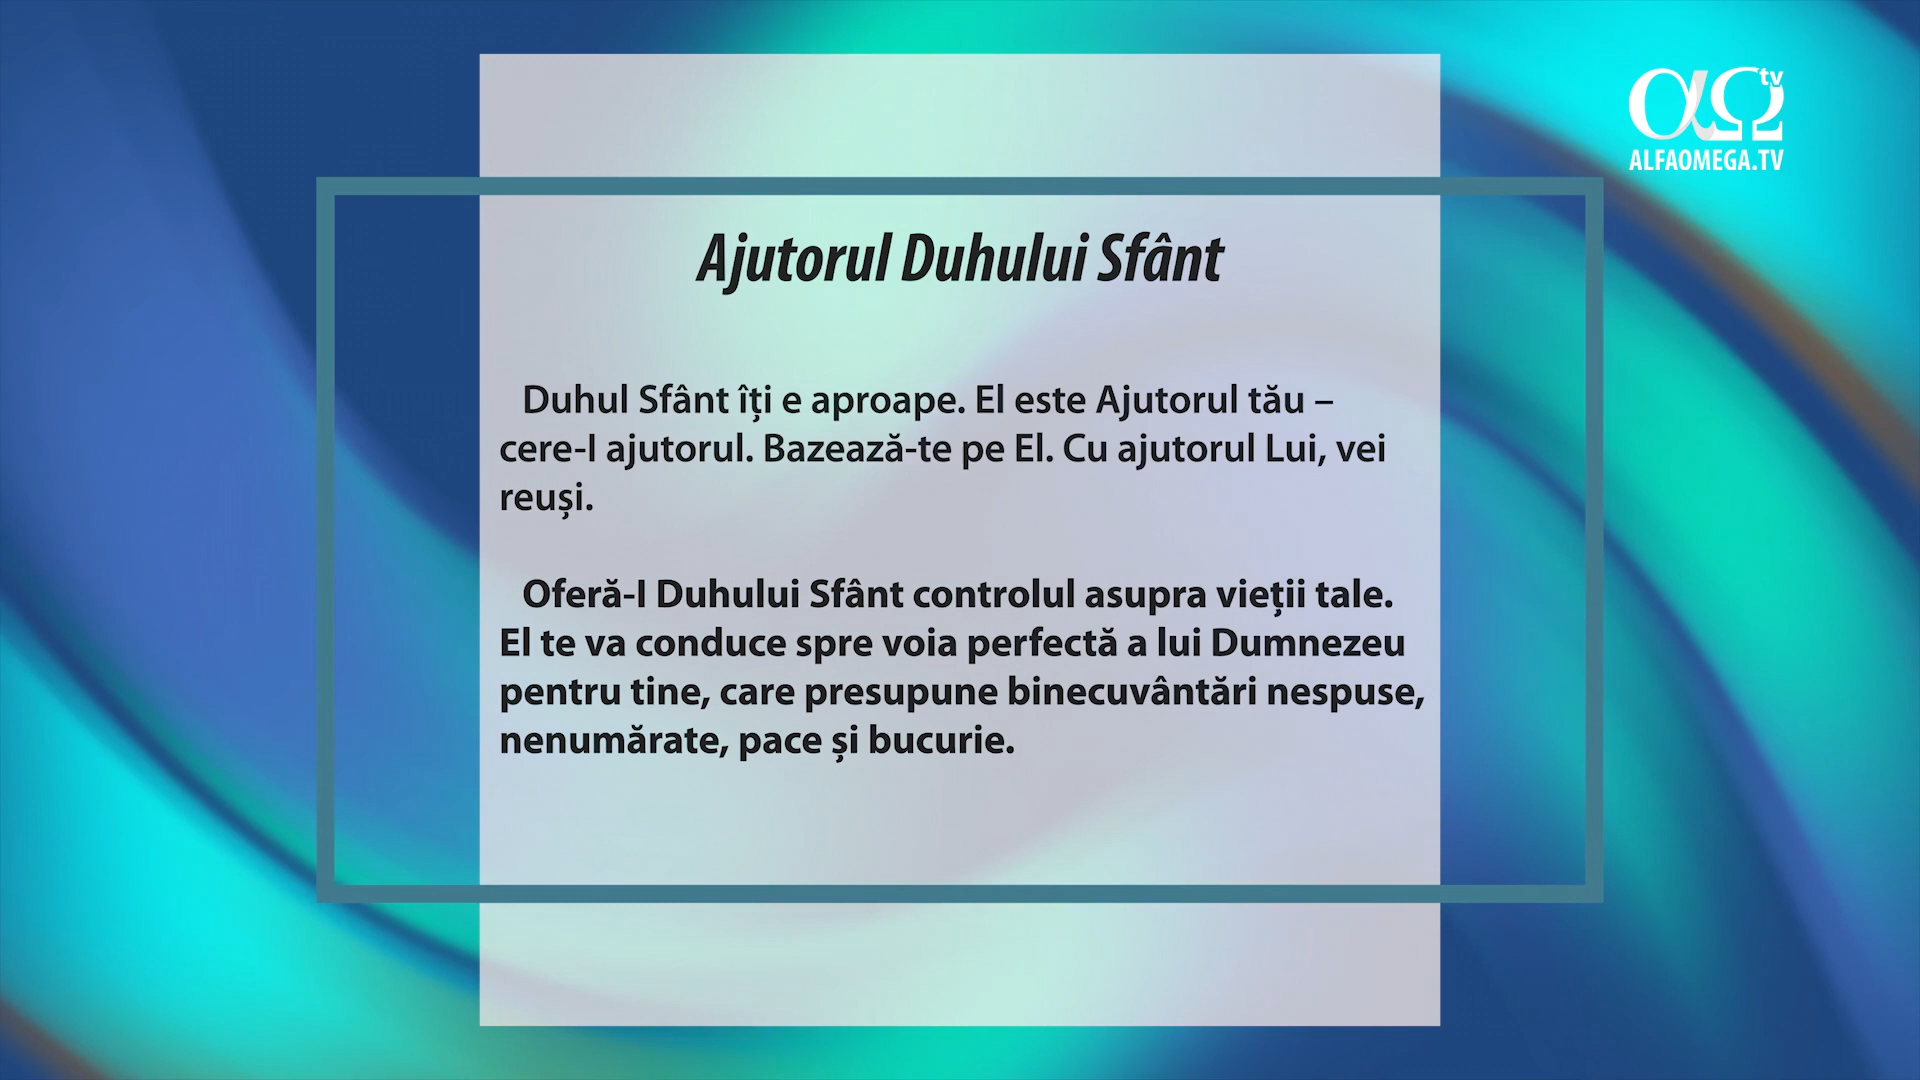 αΩ tv
ALFAOMEGA.TV
Ajutorul Duhului Sfânt
Duhul Sfânt îți e aproape. El este Ajutorul tău –
cere-I ajutorul. Bazează-te pe El. Cu ajutorul Lui, vei
reuși.
Oferă-I Duhului Sfânt controlul asupra vieții tale.
El te va conduce spre voia perfectă a lui Dumnezeu
pentru tine, care presupune binecuvântări nespuse,
nenumărate, pace și bucurie.